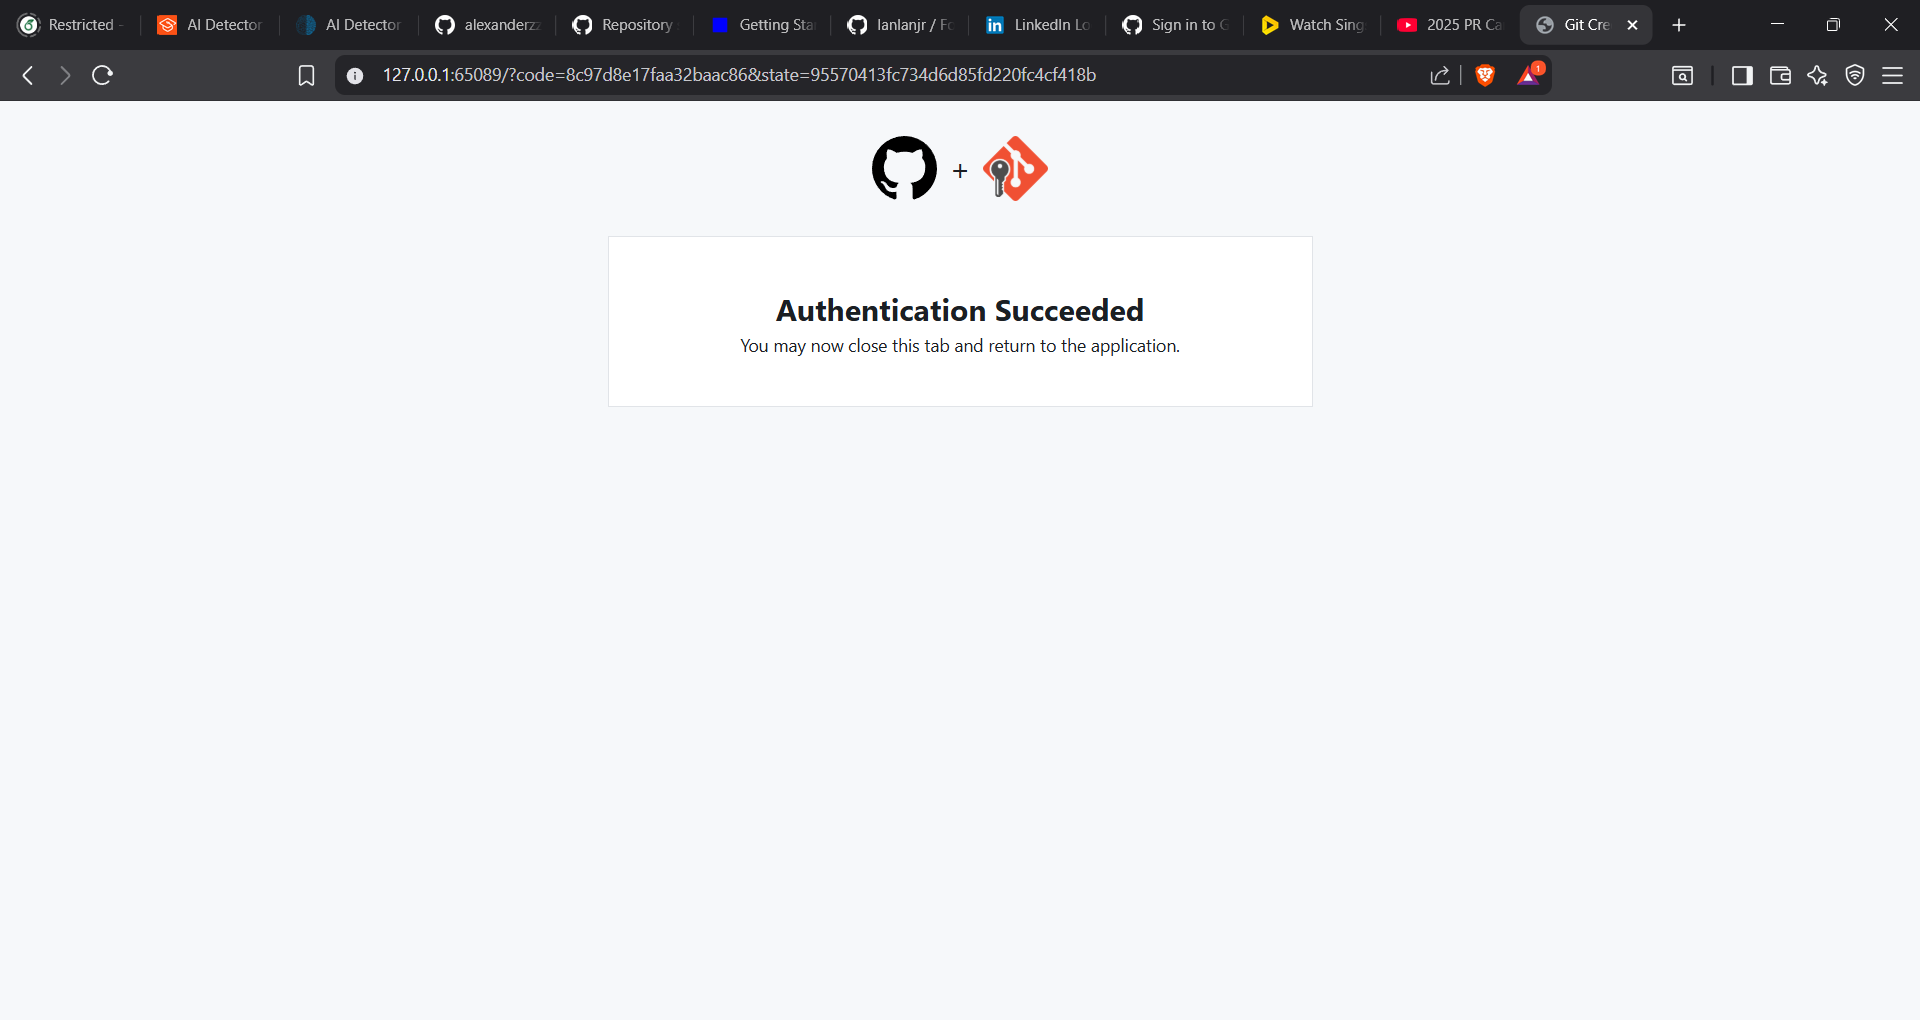 Restricted -
AI Detector
AI Detector
alexanderzz
Repository
Getting Sta
lanlanjr / Fo
LinkedIn Lo
Sign in to G
Watch Sing
2025 PR Ca
Git Cre
127.0.0.1:65089/?code=8c97d8e17faa32baac86&state=95570413fc734d6d85fd220fc4cf418b
1
+
Authentication Succeeded
You may now close this tab and return to the application.